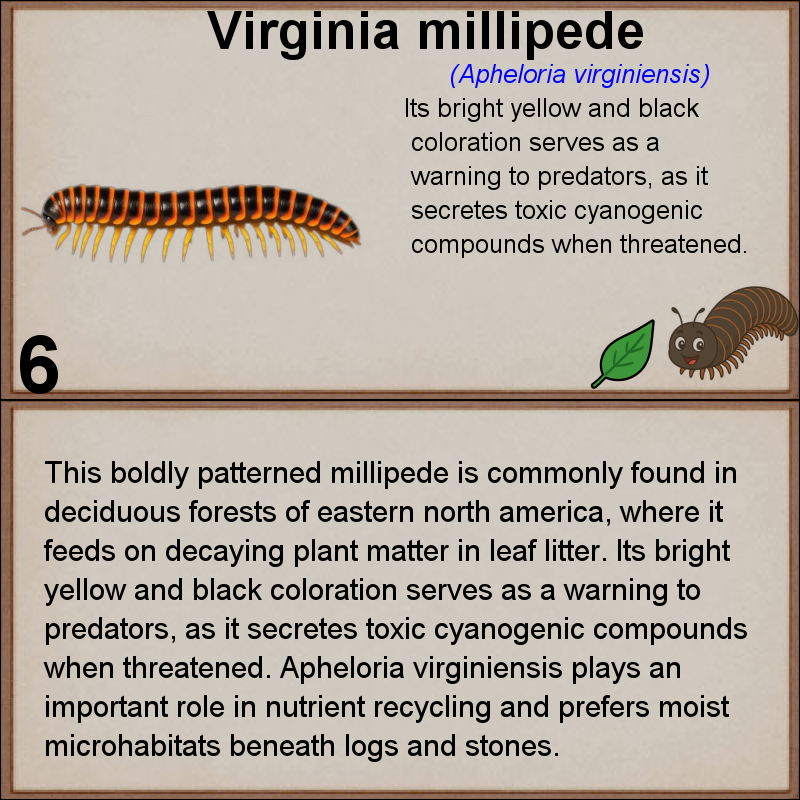 Virginia millipede
(Apheloria virginiensis)
Its bright yellow and black
coloration serves as a
warning to predators, as it
secretes toxic cyanogenic
compounds when threatened.
6
This boldly patterned millipede is commonly found in
deciduous forests of eastern north america, where it
feeds on decaying plant matter in leaf litter. Its bright
yellow and black coloration serves as a warning to
predators, as it secretes toxic cyanogenic compounds
when threatened. Apheloria virginiensis plays an
important role in nutrient recycling and prefers moist
microhabitats beneath logs and stones.